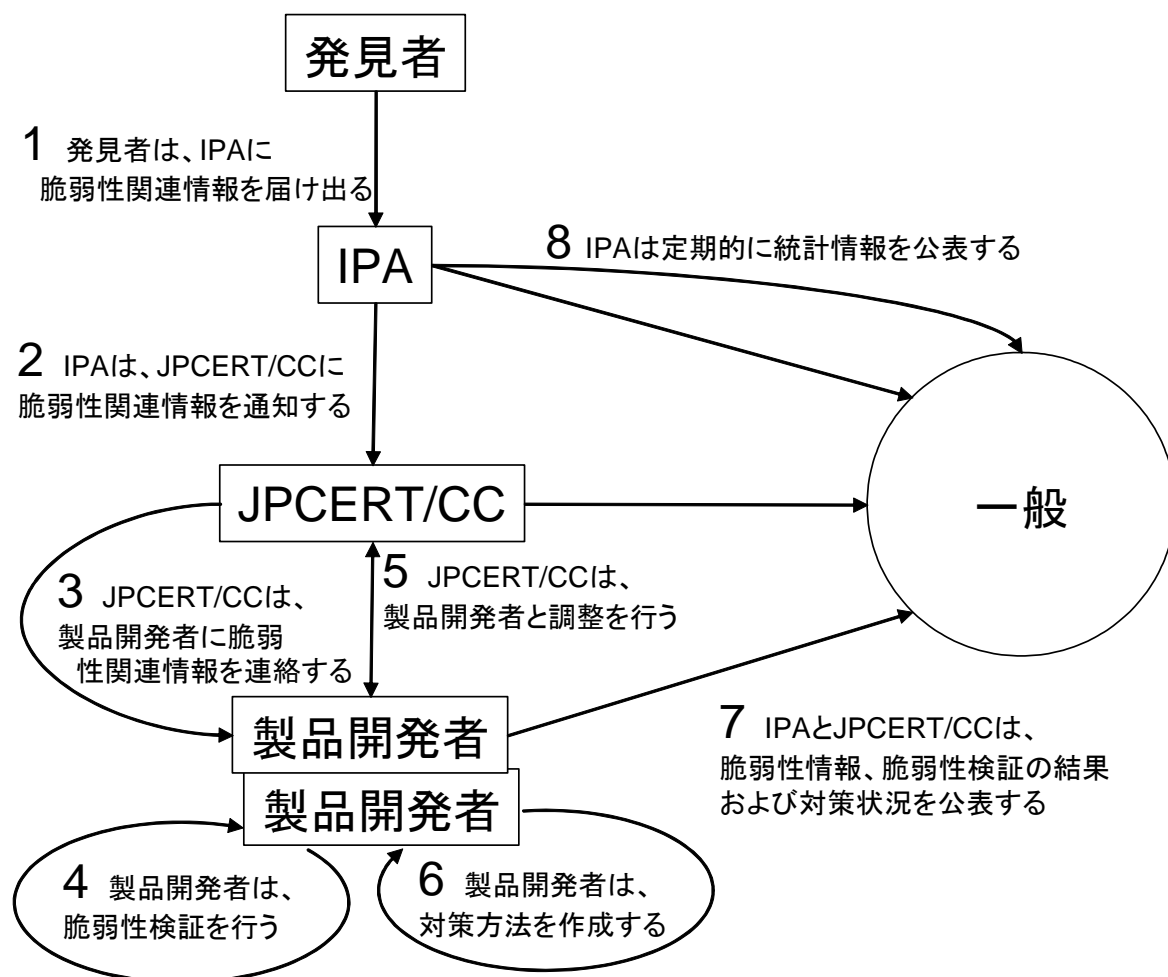 発見者
1 発見者は、IPAに
脆弱性関連情報を届け出る
IPA
8 IPAは定期的に統計情報を公表する
2 IPAは、JPCERT/CCに
脆弱性関連情報を通知する
JPCERT/CC
一般
3 JPCERT/CCは、
製品開発者に脆弱
性関連情報を連絡する
5 JPCERT/CCは、
製品開発者と調整を行う
製品開発者
7 IPAとJPCERT/CCは、
脆弱性情報、脆弱性検証の結果
および対策状況を公表する
製品開発者
4 製品開発者は、
脆弱性検証を行う
6 製品開発者は、
対策方法を作成する